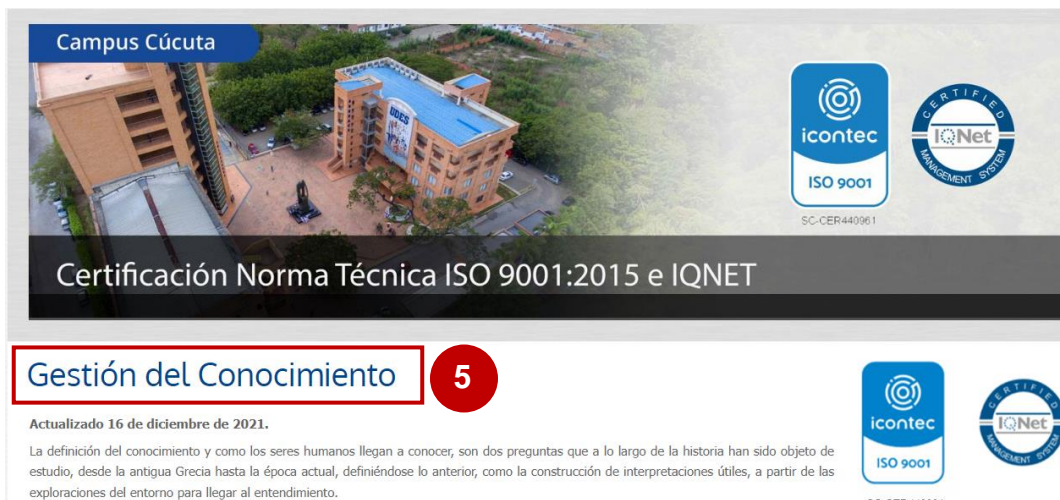 Campus Cúcuta
UDES
icontec
ISO 9001
SC-CER440961
CERTIFIED
IQNet
MANAGEMENT SYSTEM
Certificación Norma Técnica ISO 9001:2015 e IQNET
Gestión del Conocimiento
5
Actualizado 16 de diciembre de 2021.
La definición del conocimiento y como los seres humanos llegan a conocer, son dos preguntas que a lo largo de la historia han sido objeto de
estudio, desde la antigua Grecia hasta la época actual, definiéndose lo anterior, como la construcción de interpretaciones útiles, a partir de las
exploraciones del entorno para llegar al entendimiento.
icontec
ISO 9001
CERTIFIED
IQNet
MANAGEMENT SYSTEM